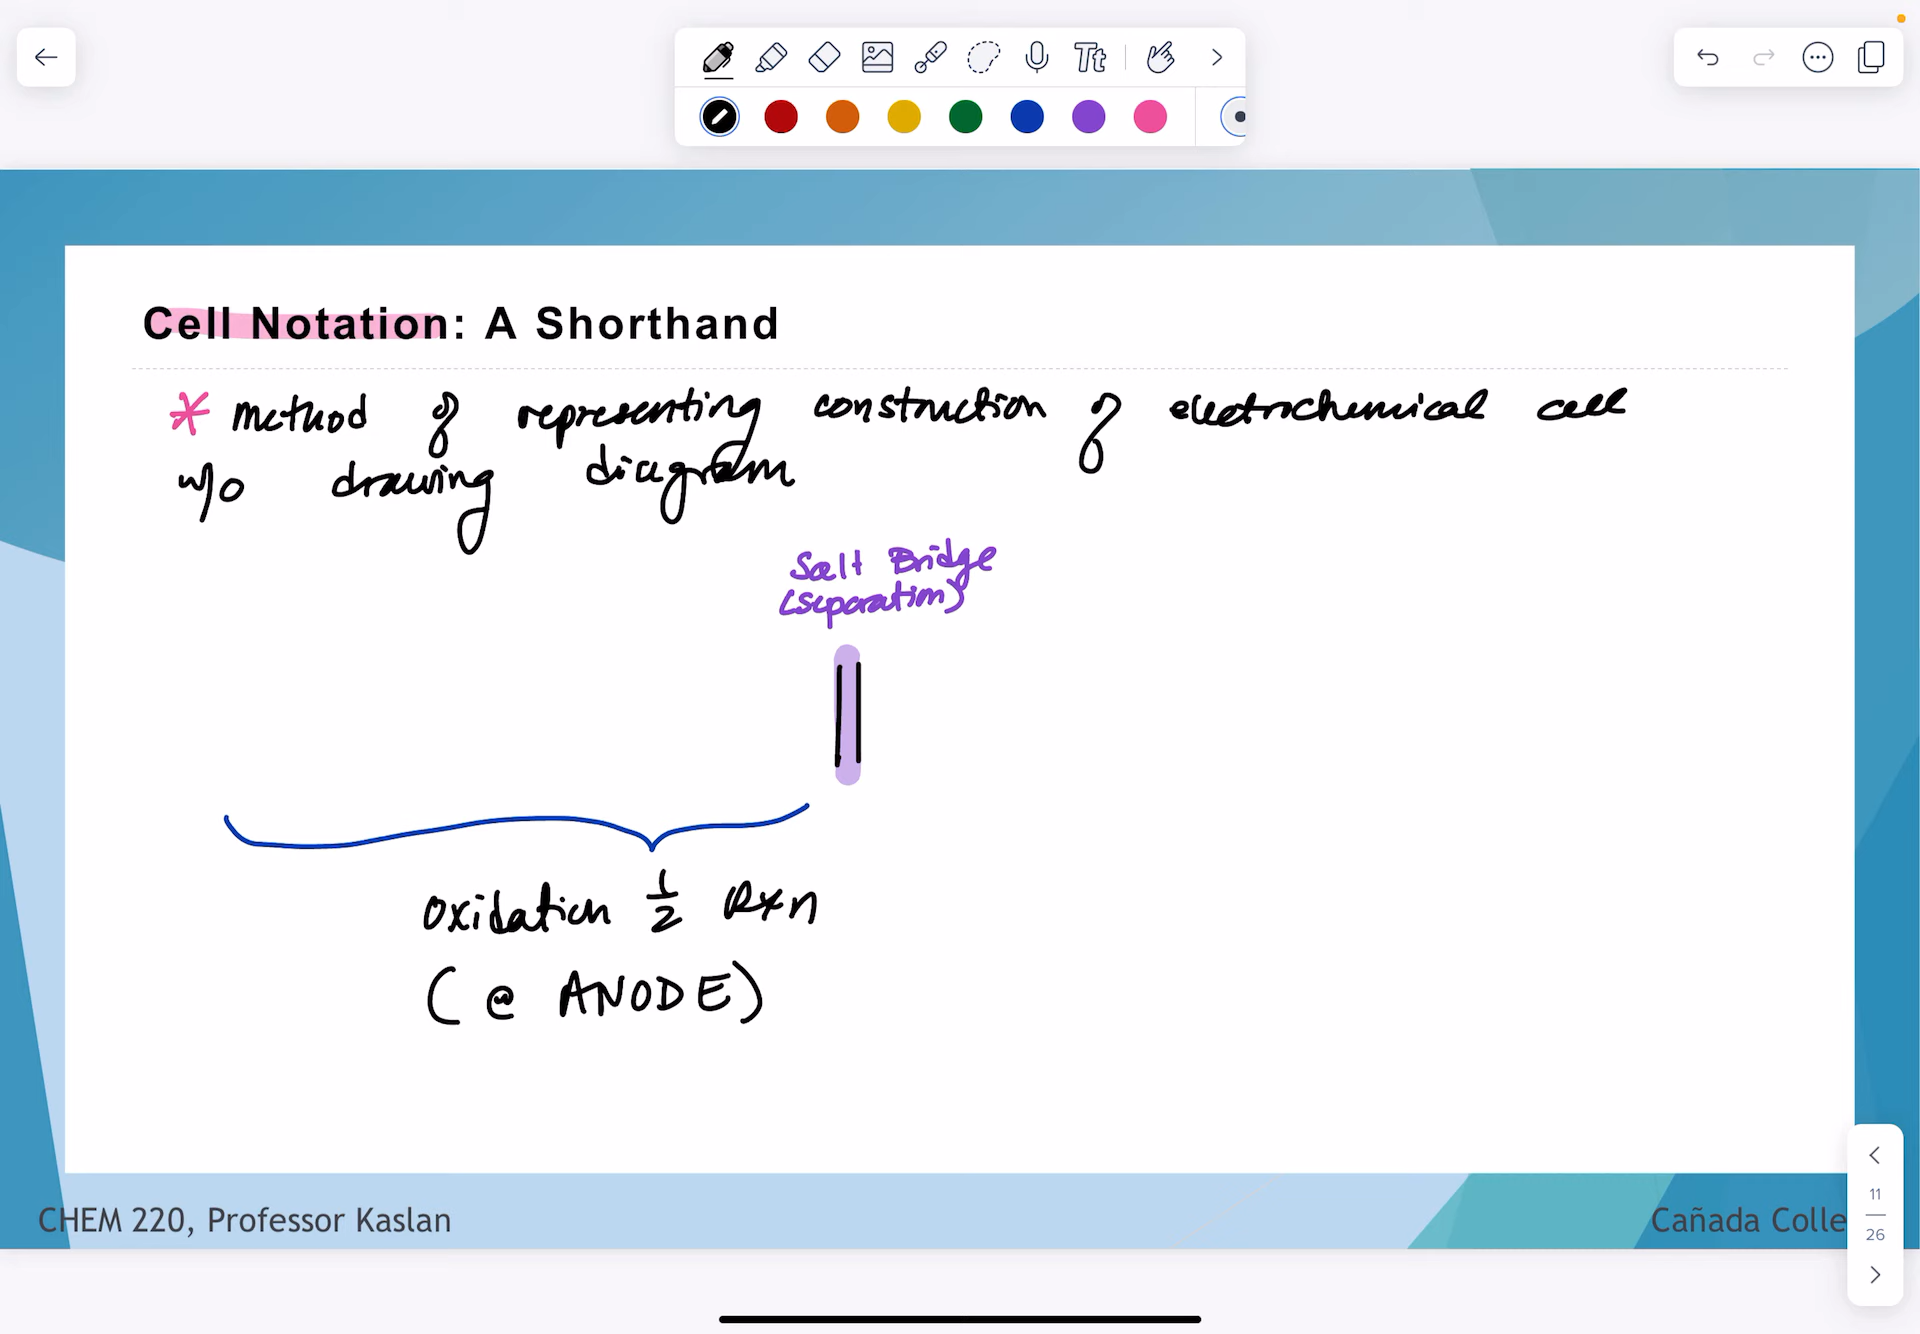 Tt
Cell Notation: A Shorthand
* method of representing construction of electrochemical cell
w/o drawing diagram
Salt Bridge
(separation)
oxidation 1/2 Rxn
(@ ANODE)
CHEM 220, Professor Kaslan
Cañada Colle
11
26